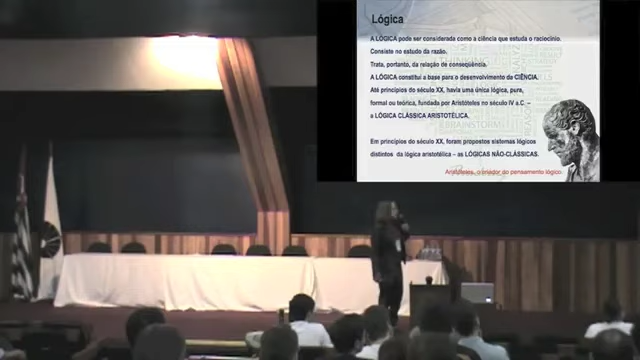 Lógica
A LÓGICA pode ser considerada como a ciência que estuda o raciocínio.
Consiste no estudo da razão.
Trata, portanto, da relação de conseqüência.
A LÓGICA constitui a base para o desenvolvimento da CIÊNCIA.
Até princípios do século XX, havia uma única lógica, pura,
formal ou teórica, fundada por Aristóteles no século IV a.C. –
a LÓGICA CLÁSSICA ARISTOTÉLICA.
Em princípios do século XX, foram propostos sistemas lógicos
distintos da lógica aristotélica – as LÓGICAS NÃO-CLÁSSICAS.
Aristóteles, o criador do pensamento lógico.